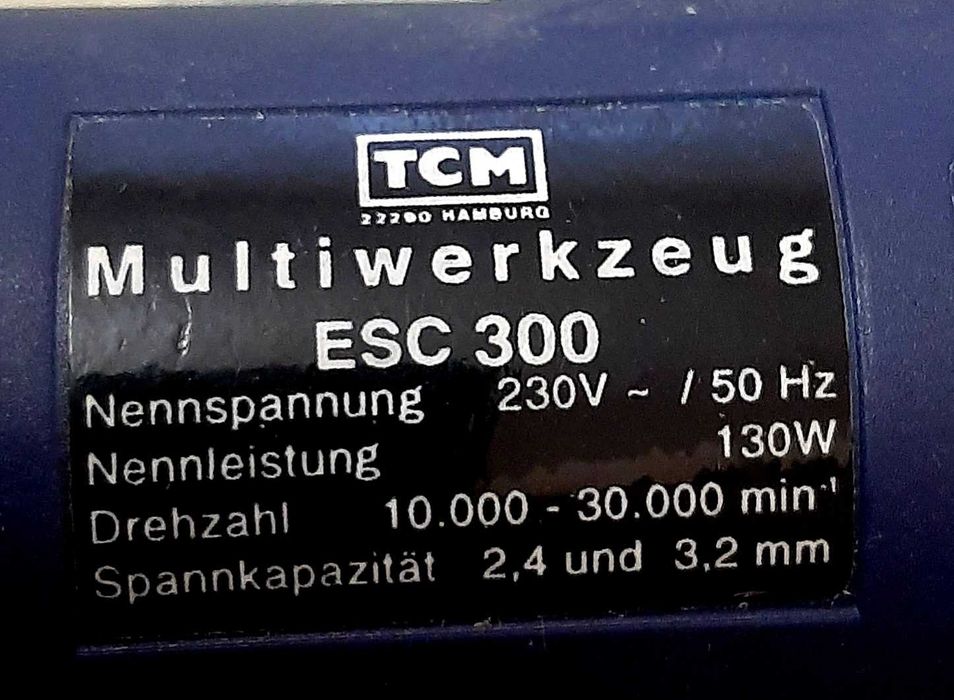 TCM
22290 HAMBURG
Multiwerkzeug
ESC 300
Nennspannung 230V ~ / 50 Hz
Nennleistung 130W
Drehzahl 10.000 - 30.000 min⁻¹
Spannkapazität 2,4 und 3,2 mm